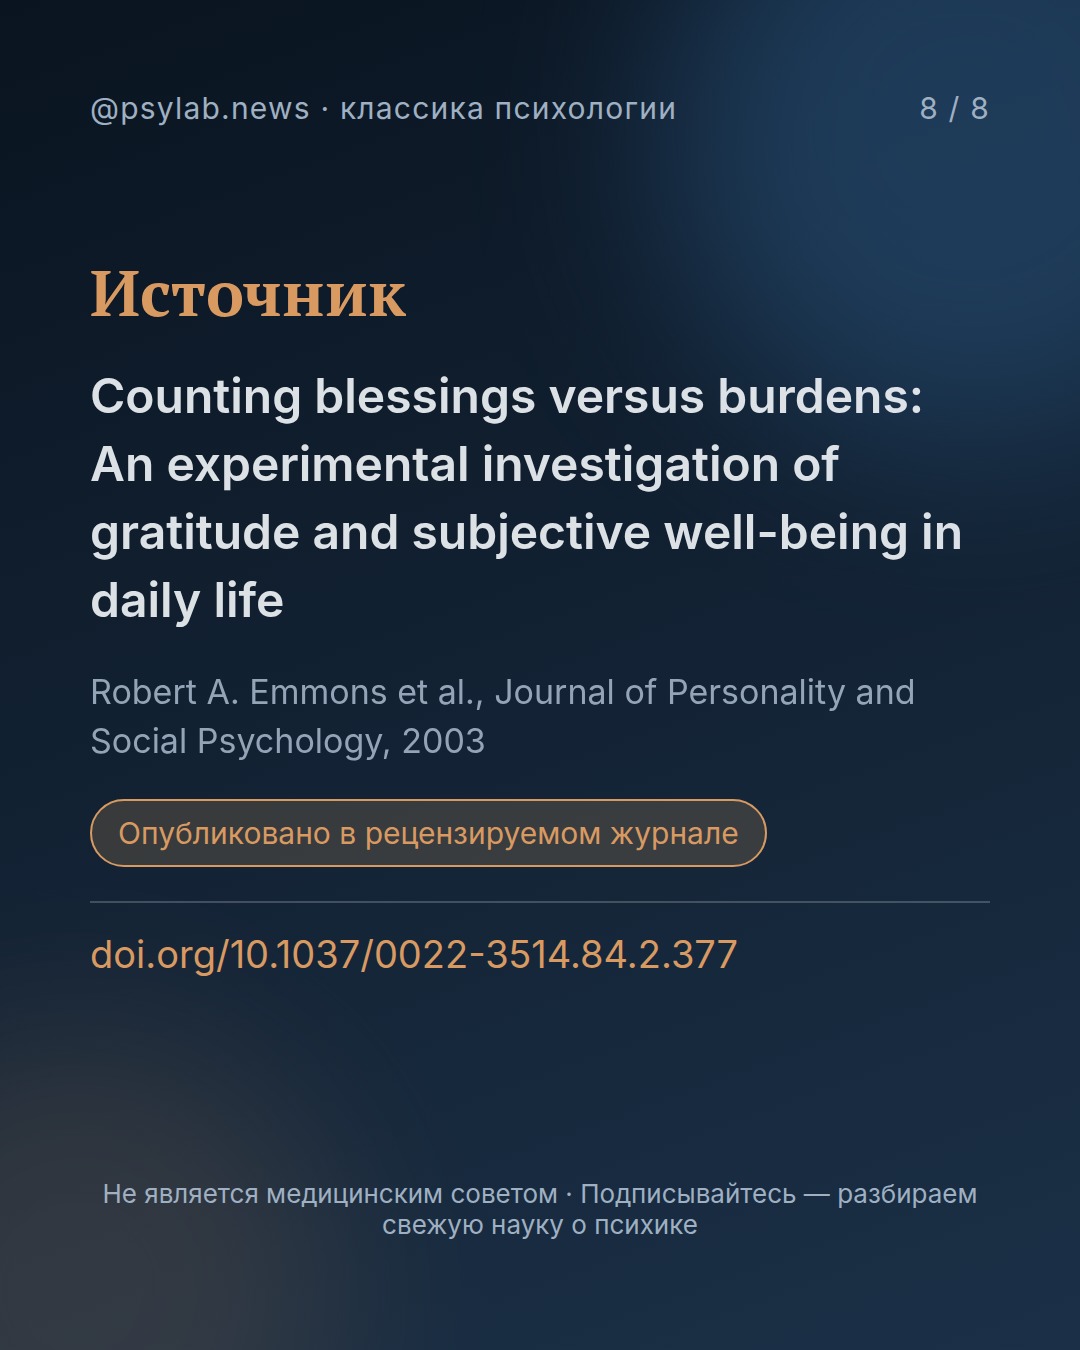 @psylab.news · классика психологии 8 / 8
Источник
Counting blessings versus burdens:
An experimental investigation of
gratitude and subjective well-being in
daily life
Robert A. Emmons et al., Journal of Personality and
Social Psychology, 2003
Опубликовано в рецензируемом журнале
doi.org/10.1037/0022-3514.84.2.377
Не является медицинским советом · Подписывайтесь — разбираем
свежую науку о психике